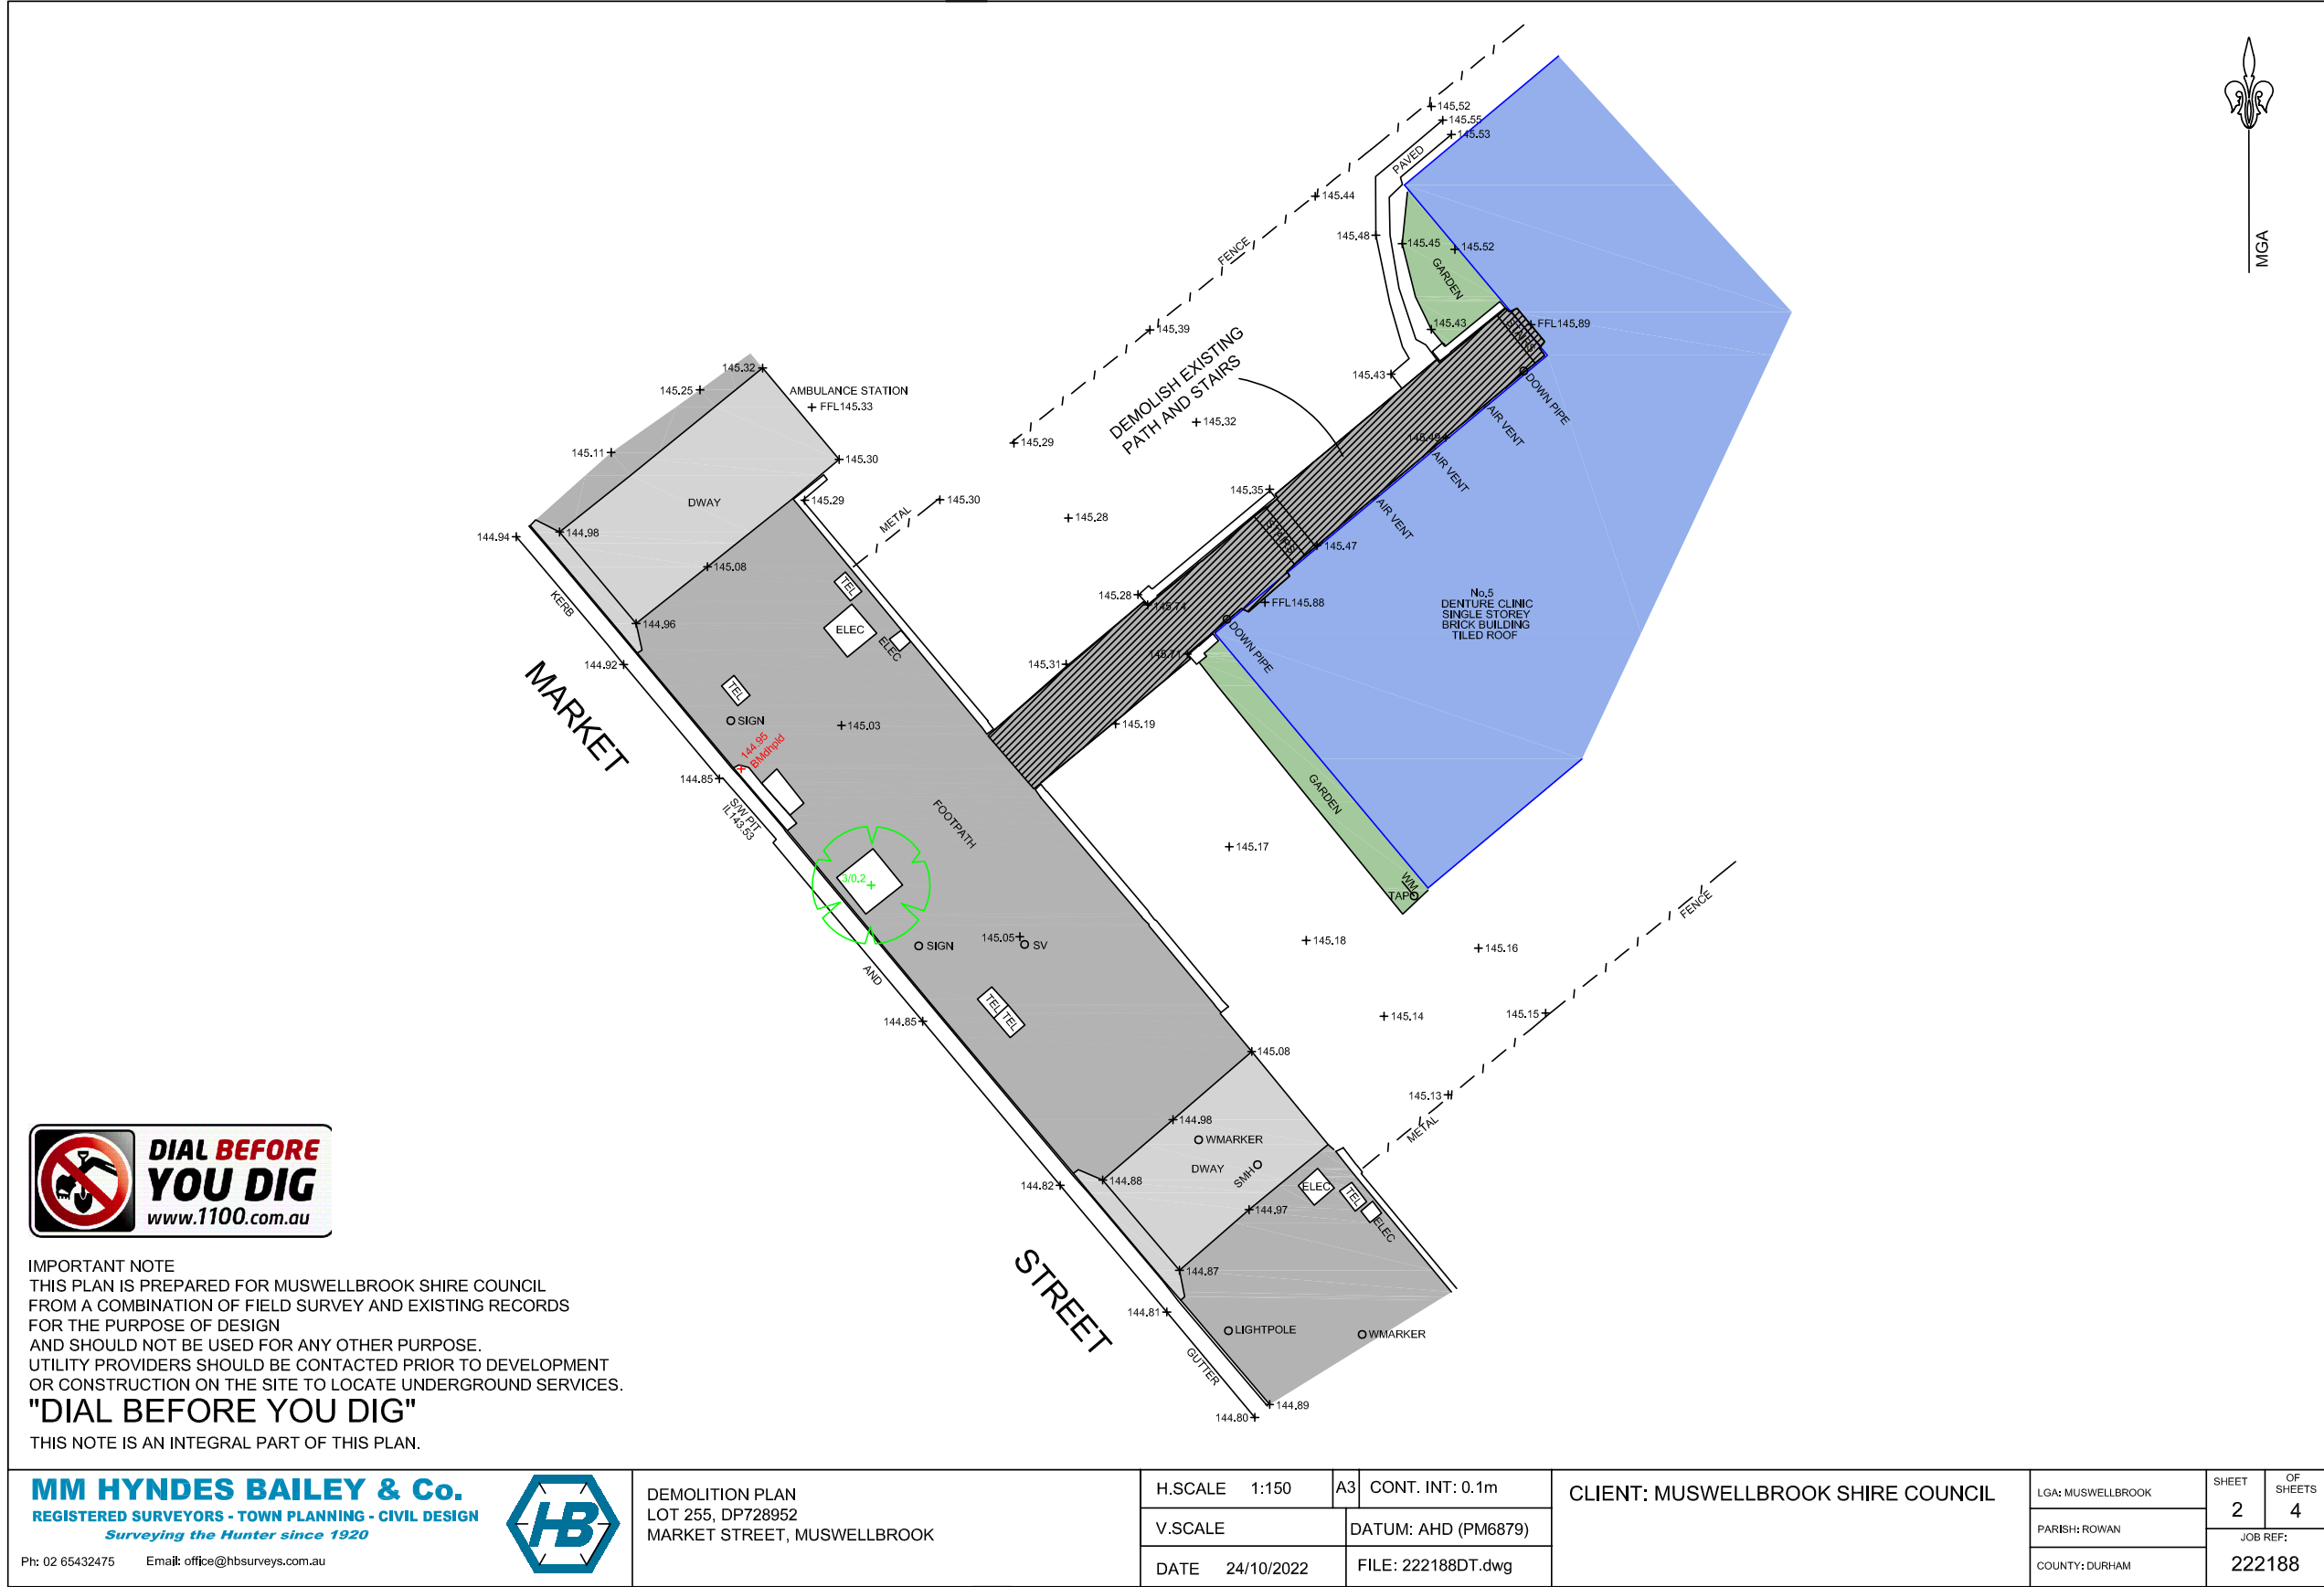 145.52
145.55
145.53
PAVED
145.44
MGA
145.48
145.45
145.52
FENCE
GARDEN
145.43
FFL145.89
STAIRS
145.39
DEMOLISH EXISTING
PATH AND STAIRS
145.43
DOWN PIPE
145.32
145.25
AMBULANCE STATION
FFL145.33
145.32
AIR VENT
145.29
145.49
145.11
145.30
AIR VENT
DWAY
145.29
METAL
145.30
145.35
AIR VENT
145.28
STAIRS
144.94
144.98
145.47
145.08
TEL
KERB
145.28
145.74
FFL145.88
No.5
DENTURE CLINIC
SINGLE STOREY
BRICK BUILDING
TILED ROOF
144.96
ELEC
ELEC
DOWN PIPE
144.92
145.31
145.71
MARKET
TEL
SIGN
145.03
145.19
144.95
BMdhpld
144.85
S/W PIT
IL143.53
FOOTPATH
GARDEN
145.17
3/0.2
WM
TAP
FENCE
SIGN
145.05
SV
145.18
145.16
AND
TEL
TEL
144.85
145.14
145.15
145.08
145.13
METAL
144.98
WMARKER
DWAY
SMH
144.82
144.88
ELEC
TEL
ELEC
144.97
STREET
144.87
144.81
LIGHTPOLE
WMARKER
GUTTER
144.89
144.80
DIAL BEFORE
YOU DIG
www.1100.com.au
IMPORTANT NOTE
THIS PLAN IS PREPARED FOR MUSWELLBROOK SHIRE COUNCIL
FROM A COMBINATION OF FIELD SURVEY AND EXISTING RECORDS
FOR THE PURPOSE OF DESIGN
AND SHOULD NOT BE USED FOR ANY OTHER PURPOSE.
UTILITY PROVIDERS SHOULD BE CONTACTED PRIOR TO DEVELOPMENT
OR CONSTRUCTION ON THE SITE TO LOCATE UNDERGROUND SERVICES.
"DIAL BEFORE YOU DIG"
THIS NOTE IS AN INTEGRAL PART OF THIS PLAN.
MM HYNDES BAILEY & Co.
REGISTERED SURVEYORS - TOWN PLANNING - CIVIL DESIGN
Surveying the Hunter since 1920
Ph: 02 65432475 Email: office@hbsurveys.com.au
HB
DEMOLITION PLAN
LOT 255, DP728952
MARKET STREET, MUSWELLBROOK
H.SCALE 1:150 A3 CONT. INT: 0.1m
V.SCALE DATUM: AHD (PM6879)
DATE 24/10/2022 FILE: 222188DT.dwg
CLIENT: MUSWELLBROOK SHIRE COUNCIL
LGA: MUSWELLBROOK
PARISH: ROWAN
COUNTY: DURHAM
SHEET
2
OF
SHEETS
4
JOB REF:
222188